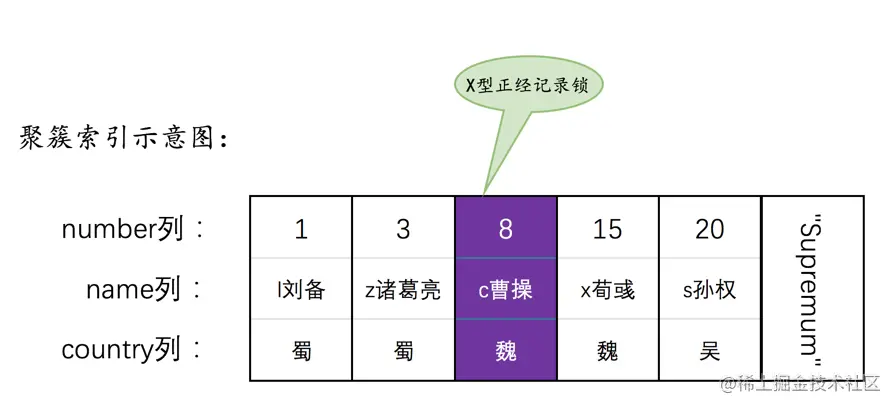 X型正经记录锁
聚簇索引示意图：
number列： 1 3 8 15 20 "Supremum"
name列： l刘备 z诸葛亮 c曹操 x荀彧 s孙权
country列： 蜀 蜀 魏 魏 吴
@稀土掘金技术社区